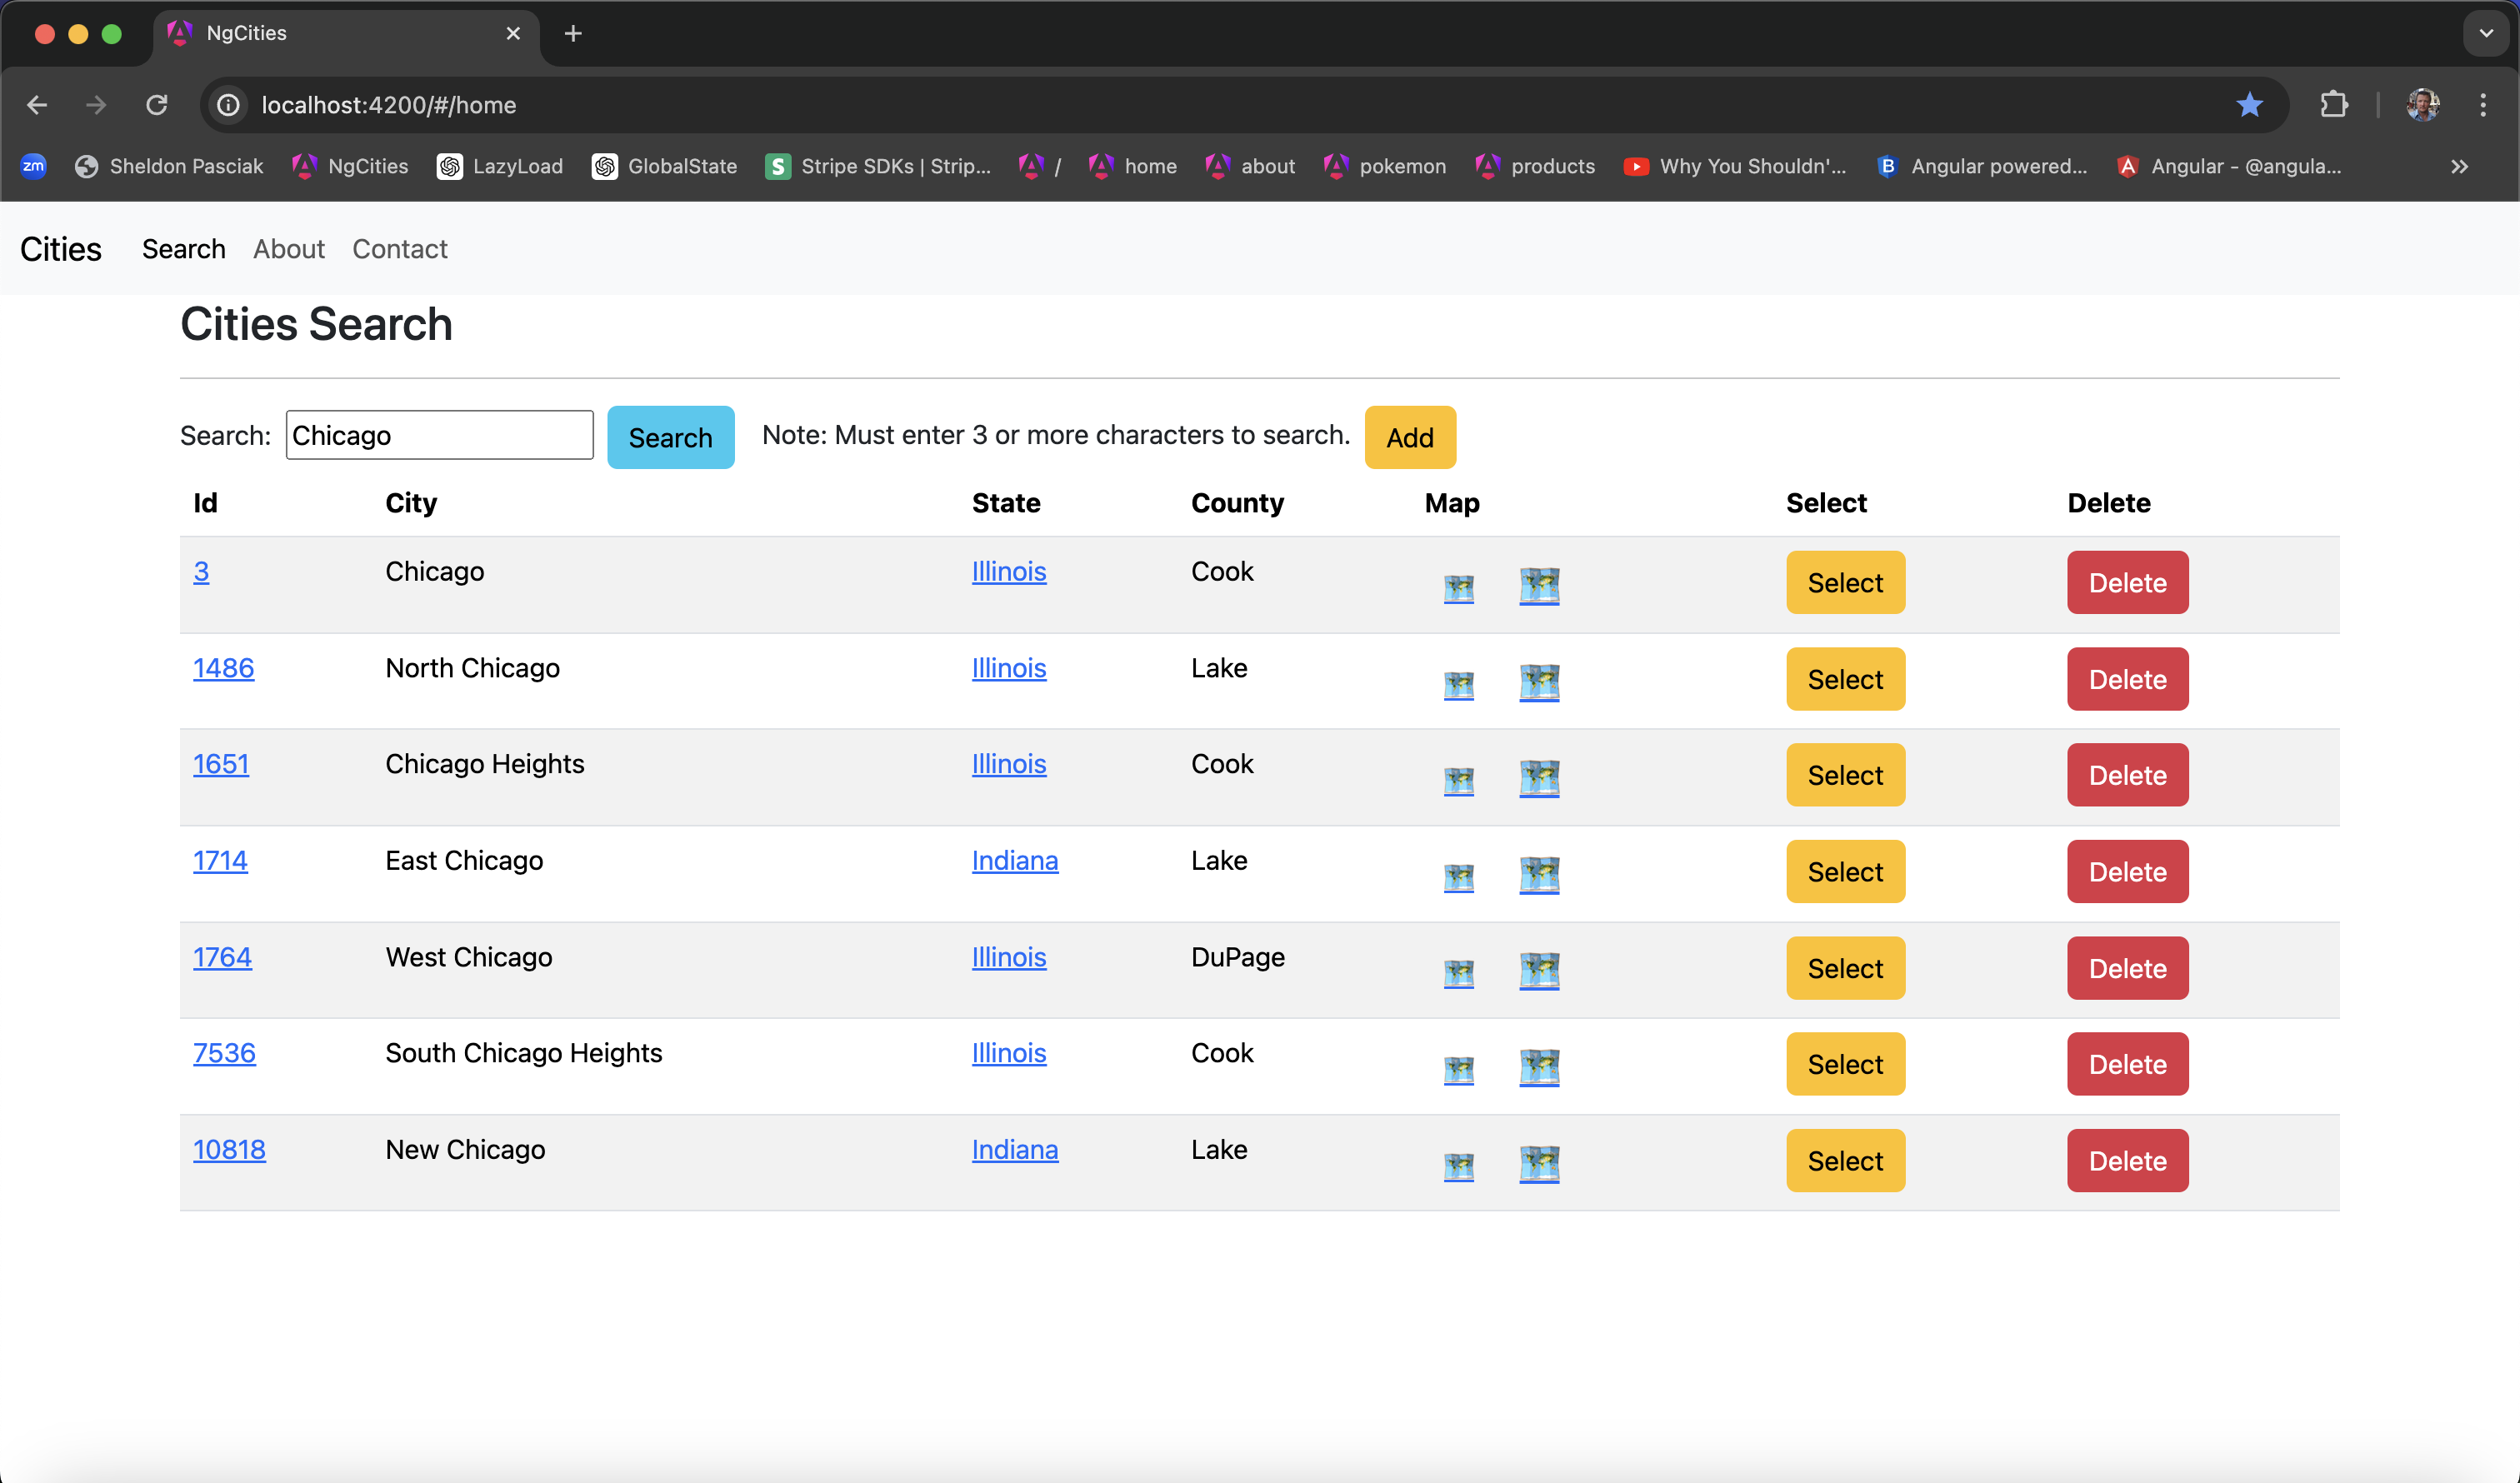 NgCities
localhost:4200/#/home
zm Sheldon Pasciak NgCities LazyLoad GlobalState S Stripe SDKs | Strip... / home about pokemon products Why You Shouldn'... B Angular powered... A Angular - @angula...
Cities Search About Contact
Cities Search
Search: Chicago Search Note: Must enter 3 or more characters to search. Add
Id City State County Map Select Delete
3 Chicago Illinois Cook Select Delete
1486 North Chicago Illinois Lake Select Delete
1651 Chicago Heights Illinois Cook Select Delete
1714 East Chicago Indiana Lake Select Delete
1764 West Chicago Illinois DuPage Select Delete
7536 South Chicago Heights Illinois Cook Select Delete
10818 New Chicago Indiana Lake Select Delete